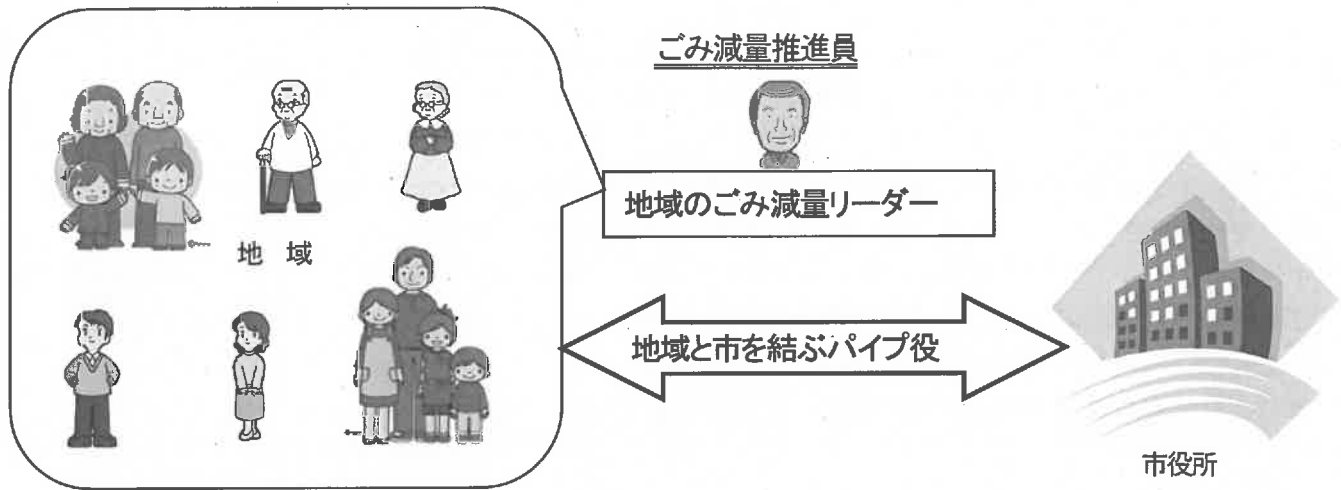 ごみ減量推進員
地域のごみ減量リーダー
地 域
地域と市を結ぶパイプ役
市役所